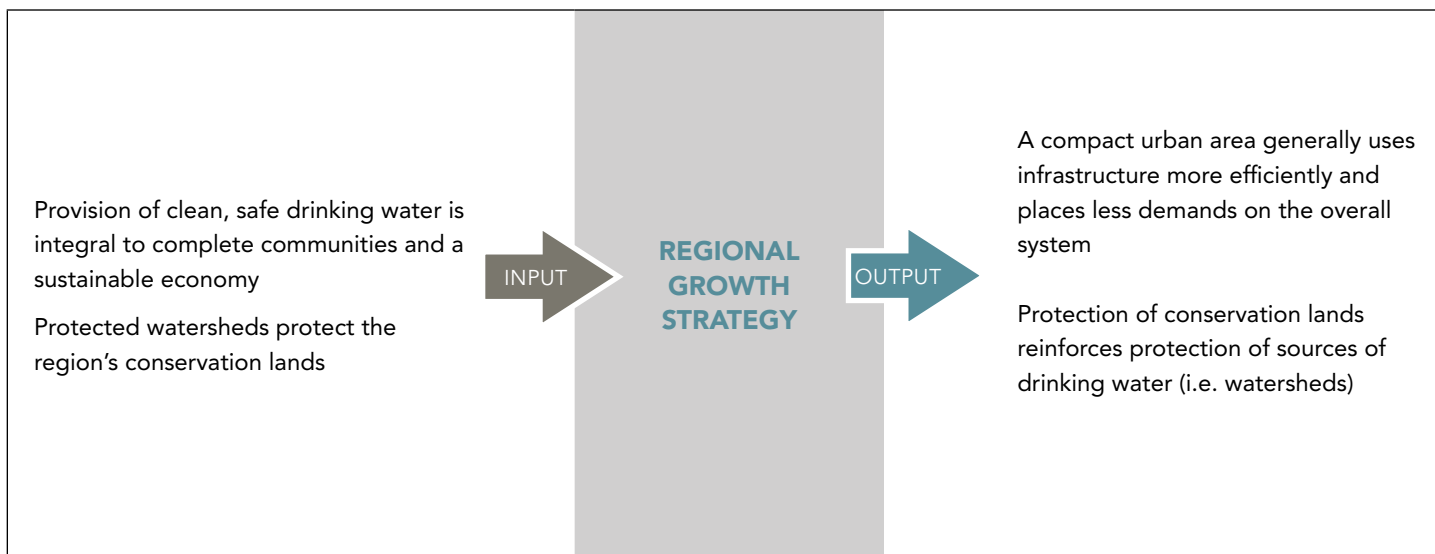 Provision of clean, safe drinking water is
integral to complete communities and a
sustainable economy
Protected watersheds protect the
region’s conservation lands
INPUT
REGIONAL
GROWTH
STRATEGY
OUTPUT
A compact urban area generally uses
infrastructure more efficiently and
places less demands on the overall
system
Protection of conservation lands
reinforces protection of sources of
drinking water (i.e. watersheds)